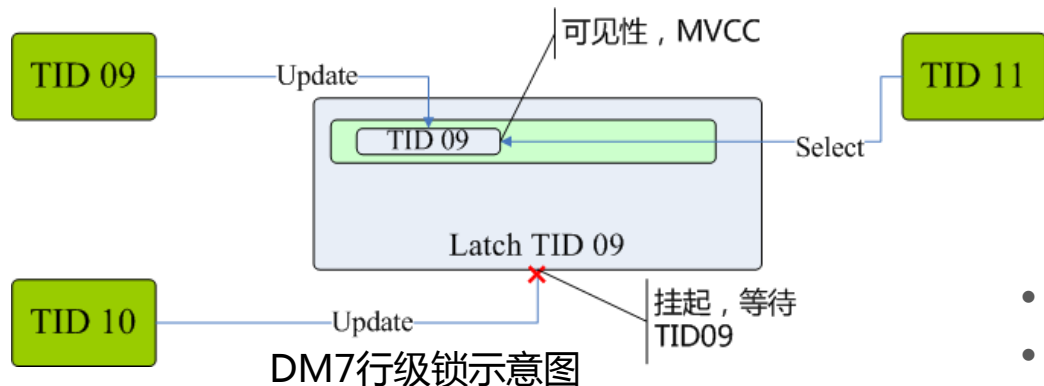 可见性，MVCC
TID 09
Update
TID 11
TID 09
Select
Latch TID 09
TID 10
Update
挂起，等待
TID09
DM7行级锁示意图